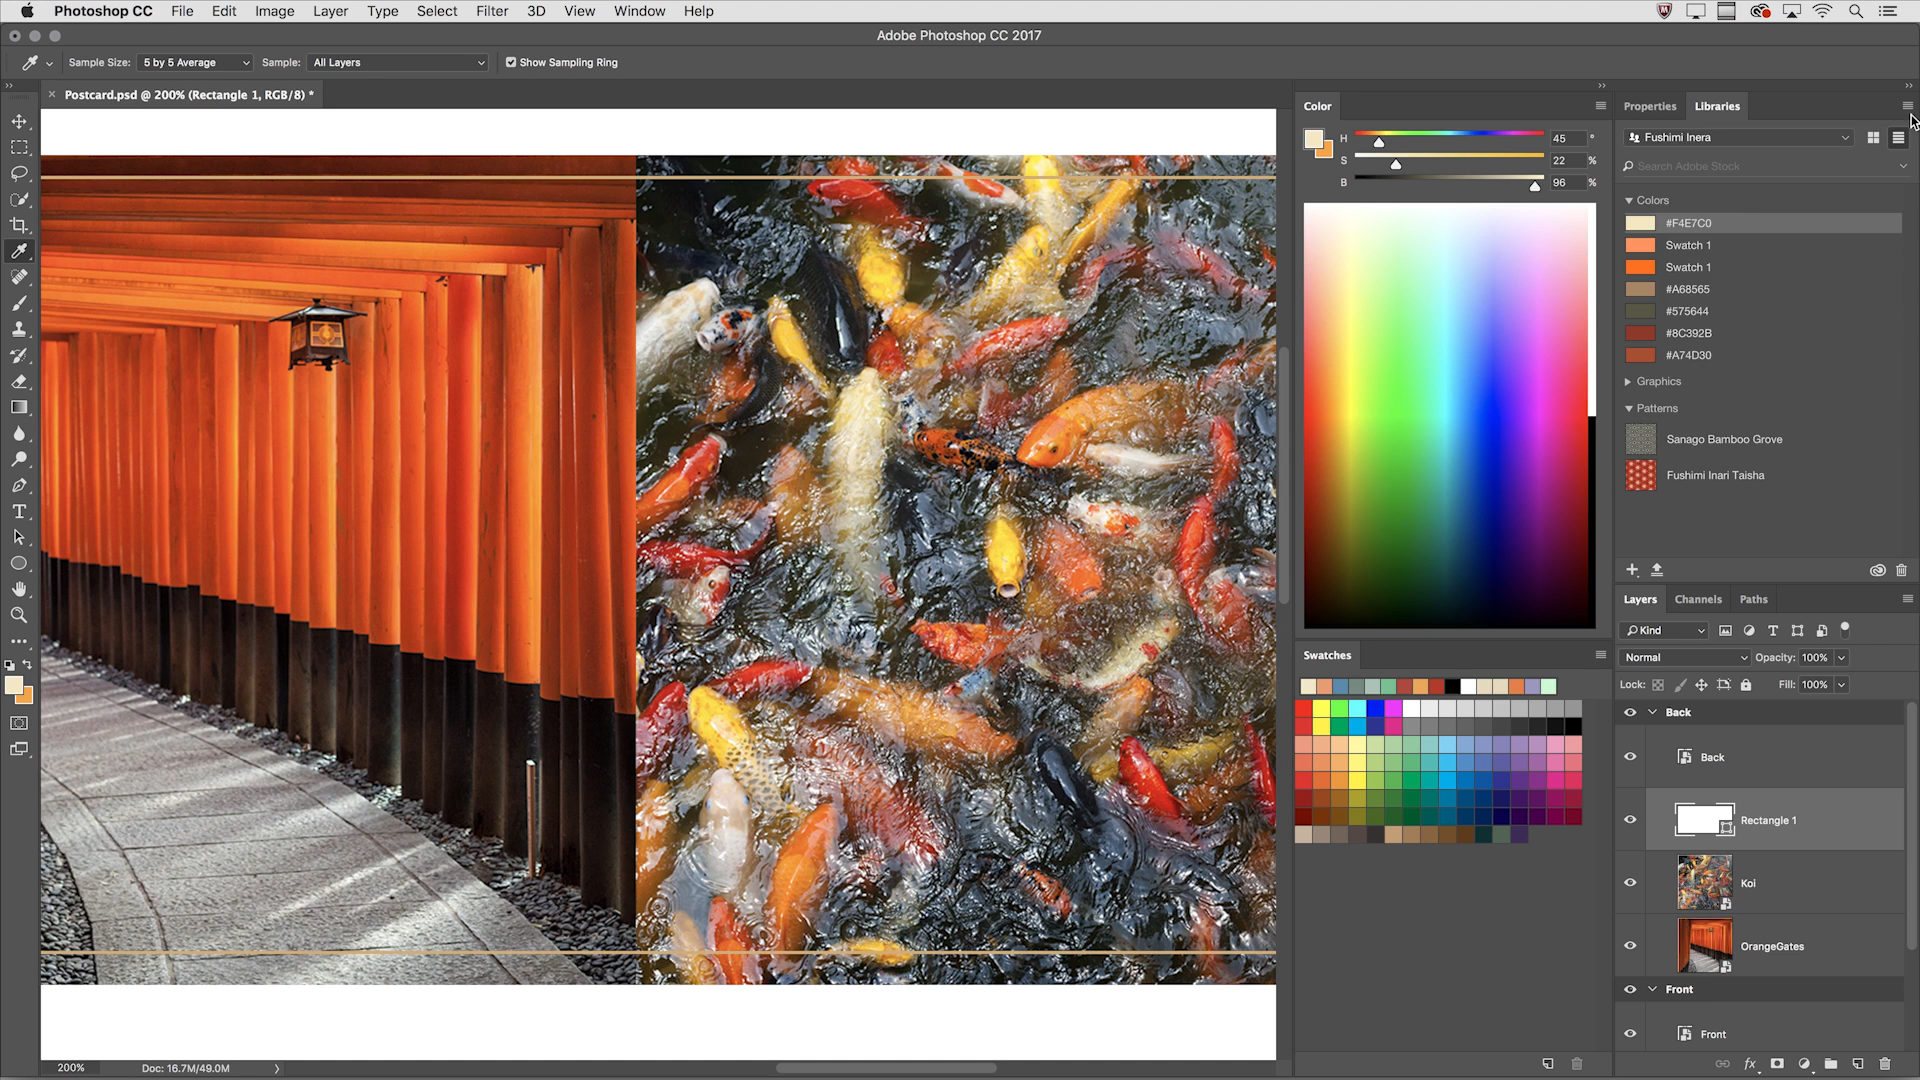 Photoshop CC File Edit Image Layer Type Select Filter 3D View Window Help
Adobe Photoshop CC 2017
Sample Size: 5 by 5 Average Sample: All Layers Show Sampling Ring
Postcard.psd @ 200% (Rectangle 1, RGB/8) *
Color
H 45 °
S 22 %
B 96 %
Swatches
Properties Libraries
Fushimi Inera
Search Adobe Stock
Colors
#F4E7C0
Swatch 1
Swatch 1
#A68565
#575644
#8C392B
#A74D30
Graphics
Patterns
Sanago Bamboo Grove
Fushimi Inari Taisha
Layers Channels Paths
Kind
Normal Opacity: 100%
Lock: Fill: 100%
Back
Back
Rectangle 1
Koi
OrangeGates
Front
Front
fx
200% Doc: 16.7M/49.0M